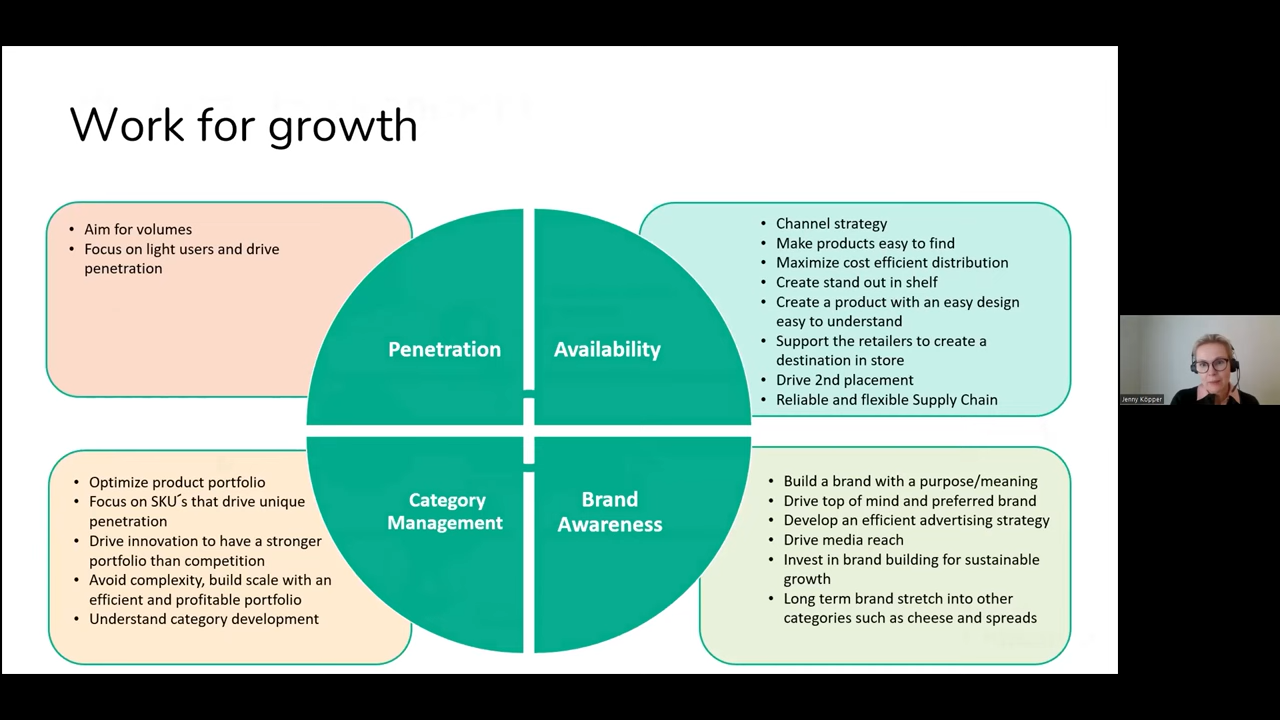 Work for growth
• Aim for volumes
• Focus on light users and drive
penetration
• Channel strategy
• Make products easy to find
• Maximize cost efficient distribution
• Create stand out in shelf
• Create a product with an easy design
easy to understand
• Support the retailers to create a
destination in store
• Drive 2nd placement
• Reliable and flexible Supply Chain
Penetration
Availability
Category
Management
Brand
Awareness
• Optimize product portfolio
• Focus on SKU´s that drive unique
penetration
• Drive innovation to have a stronger
portfolio than competition
• Avoid complexity, build scale with an
efficient and profitable portfolio
• Understand category development
• Build a brand with a purpose/meaning
• Drive top of mind and preferred brand
• Develop an efficient advertising strategy
• Drive media reach
• Invest in brand building for sustainable
growth
• Long term brand stretch into other
categories such as cheese and spreads
Jenny Köpper